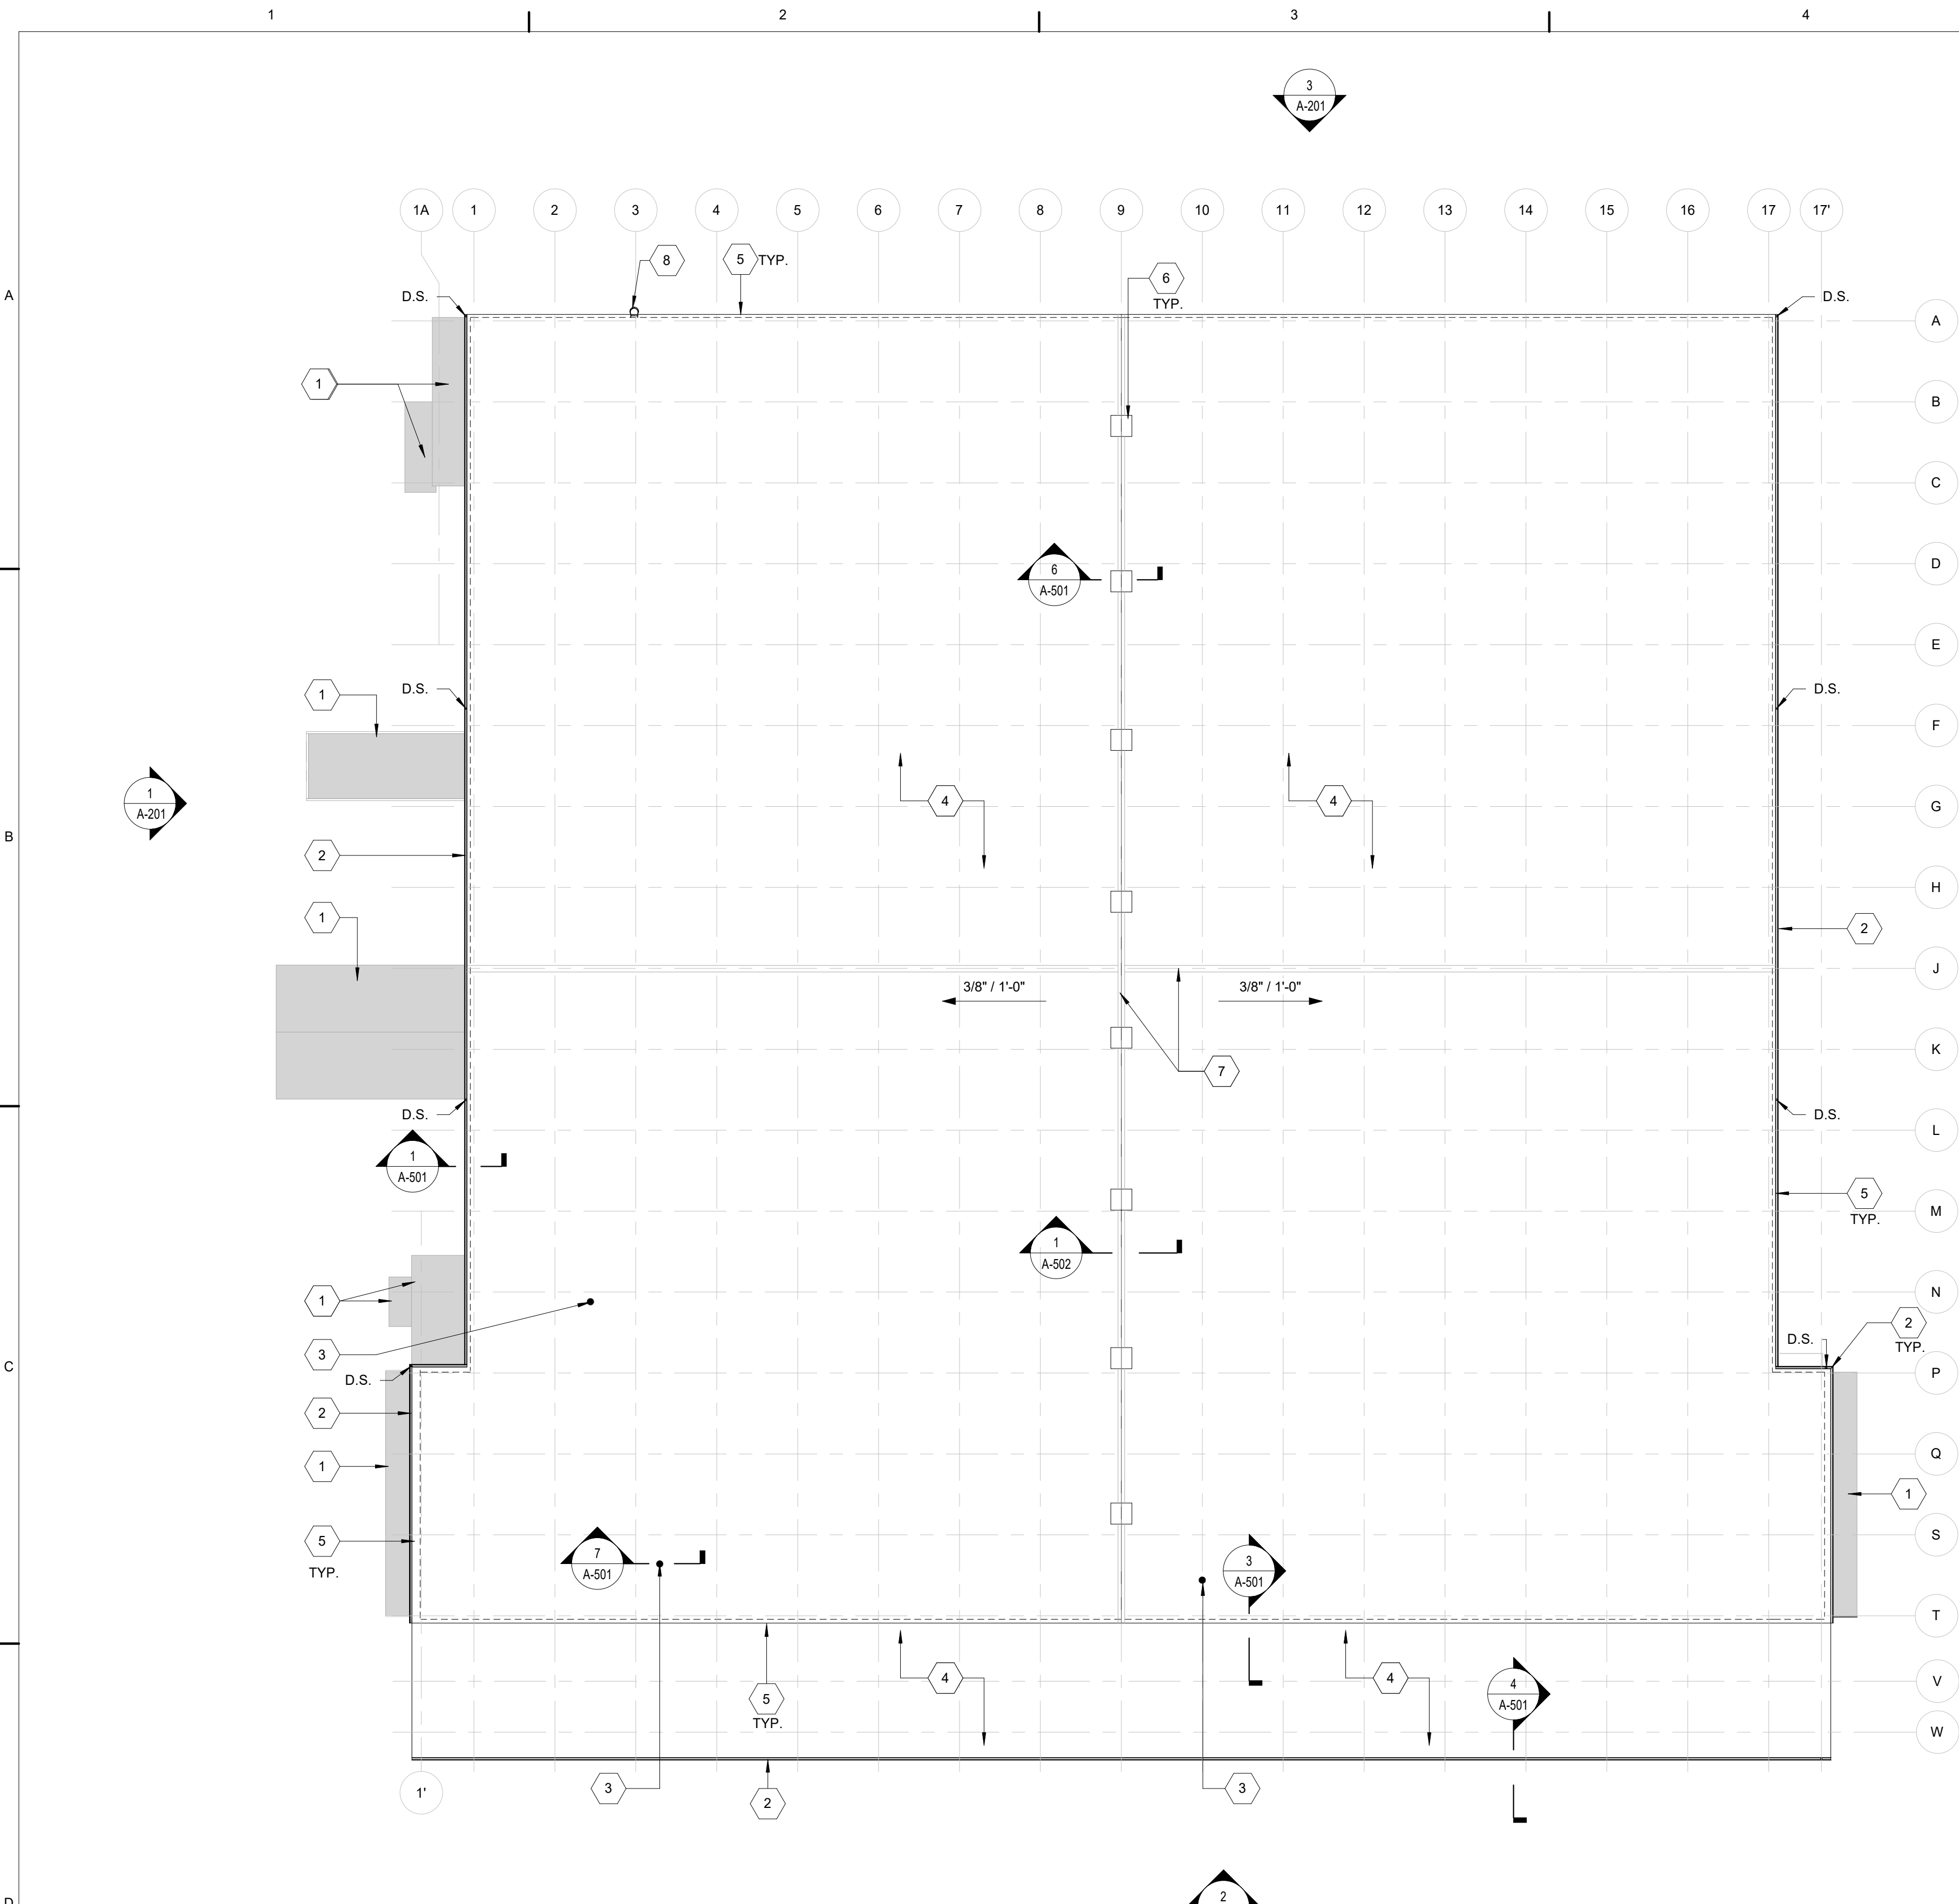 1 2 3 4
3
A-201
1A 1 2 3 4 5 6 7 8 9 10 11 12 13 14 15 16 17 17'
8
5 TYP.
6
TYP.
A
D.S.
D.S.
A
1
B
C
6
A-501
D
E
D.S.
D.S.
1
F
1
A-201
4
4
G
B
2
H
1
2
J
3/8" / 1'-0"
3/8" / 1'-0"
K
7
D.S.
D.S.
L
1
A-501
5
TYP.
M
1
A-502
N
1
2
TYP.
D.S.
3
C
P
D.S.
2
Q
1
1
S
5
TYP.
7
A-501
3
A-501
T
4
4
V
5
TYP.
4
A-501
W
1'
3
2
3
D
2